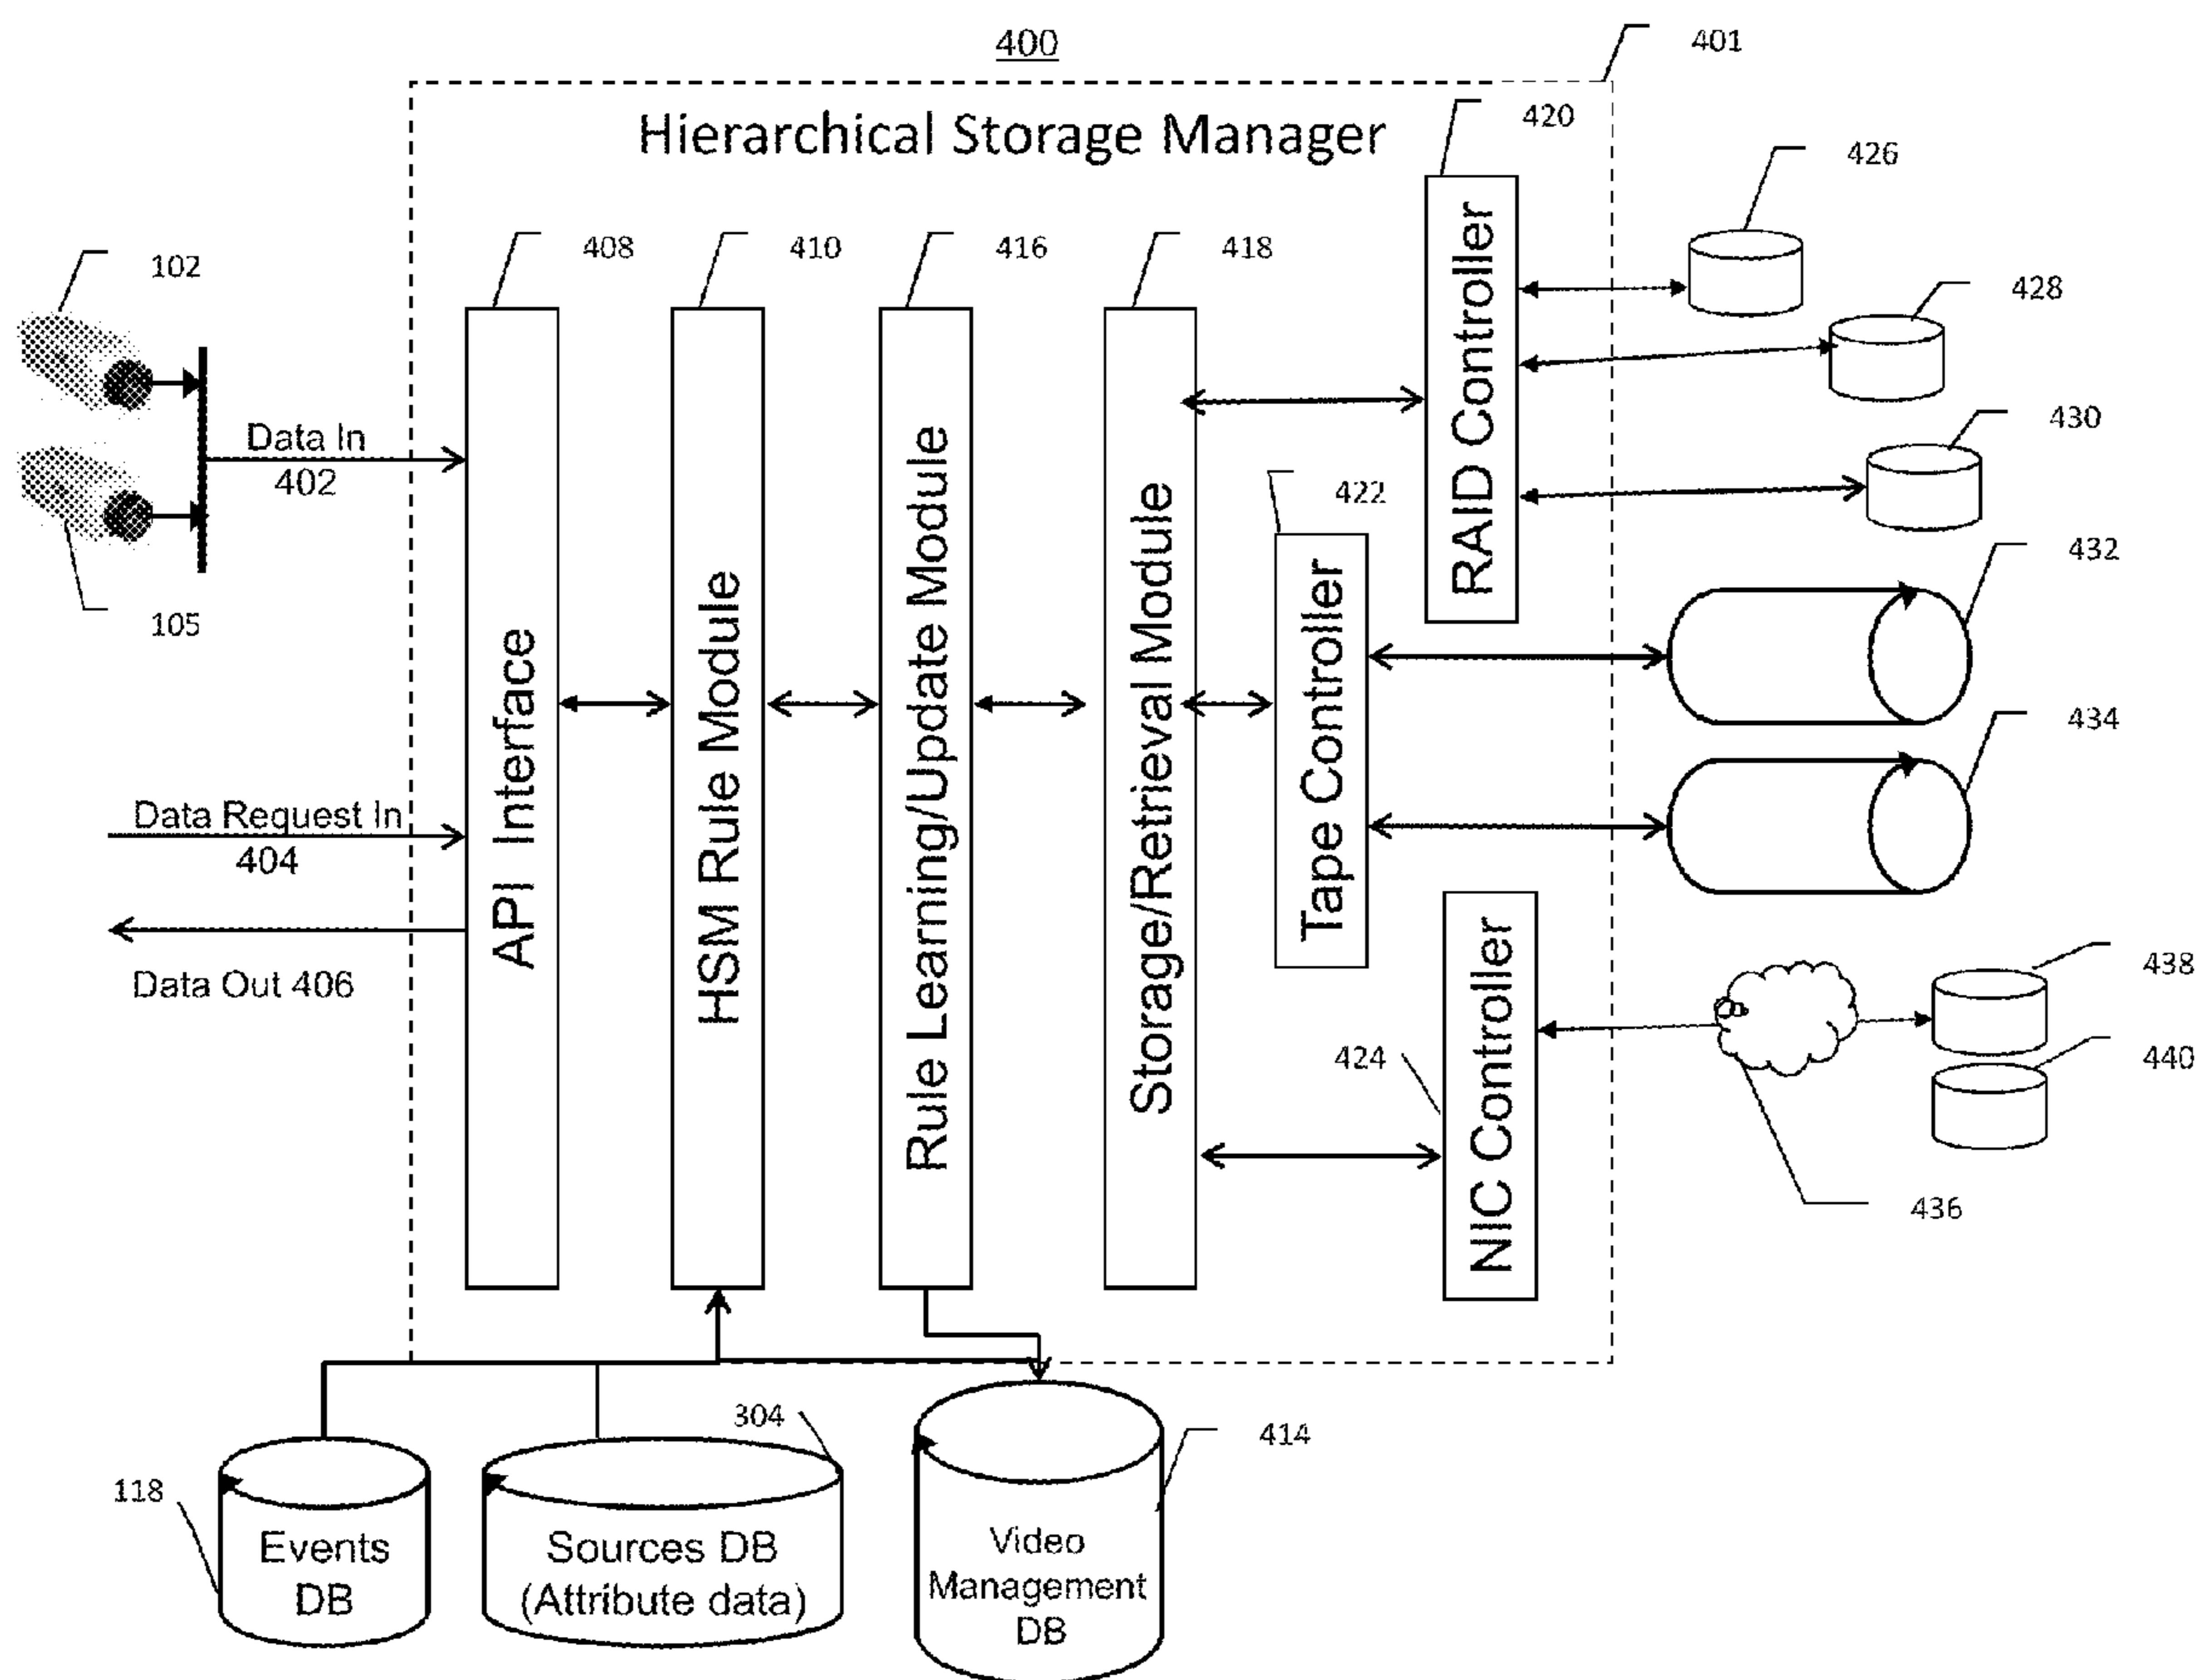 400
401
Hierarchical Storage Manager
420
426
408
410
416
418
428
102
430
Data In
402
422
432
105
434
Data Request In
404
Data Out 406
438
424
440
436
API Interface
HSM Rule Module
Rule Learning/Update Module
Storage/Retrieval Module
Tape Controller
RAID Controller
NIC Controller
304
414
118
Events
DB
Sources DB
(Attribute data)
Video
Management
DB